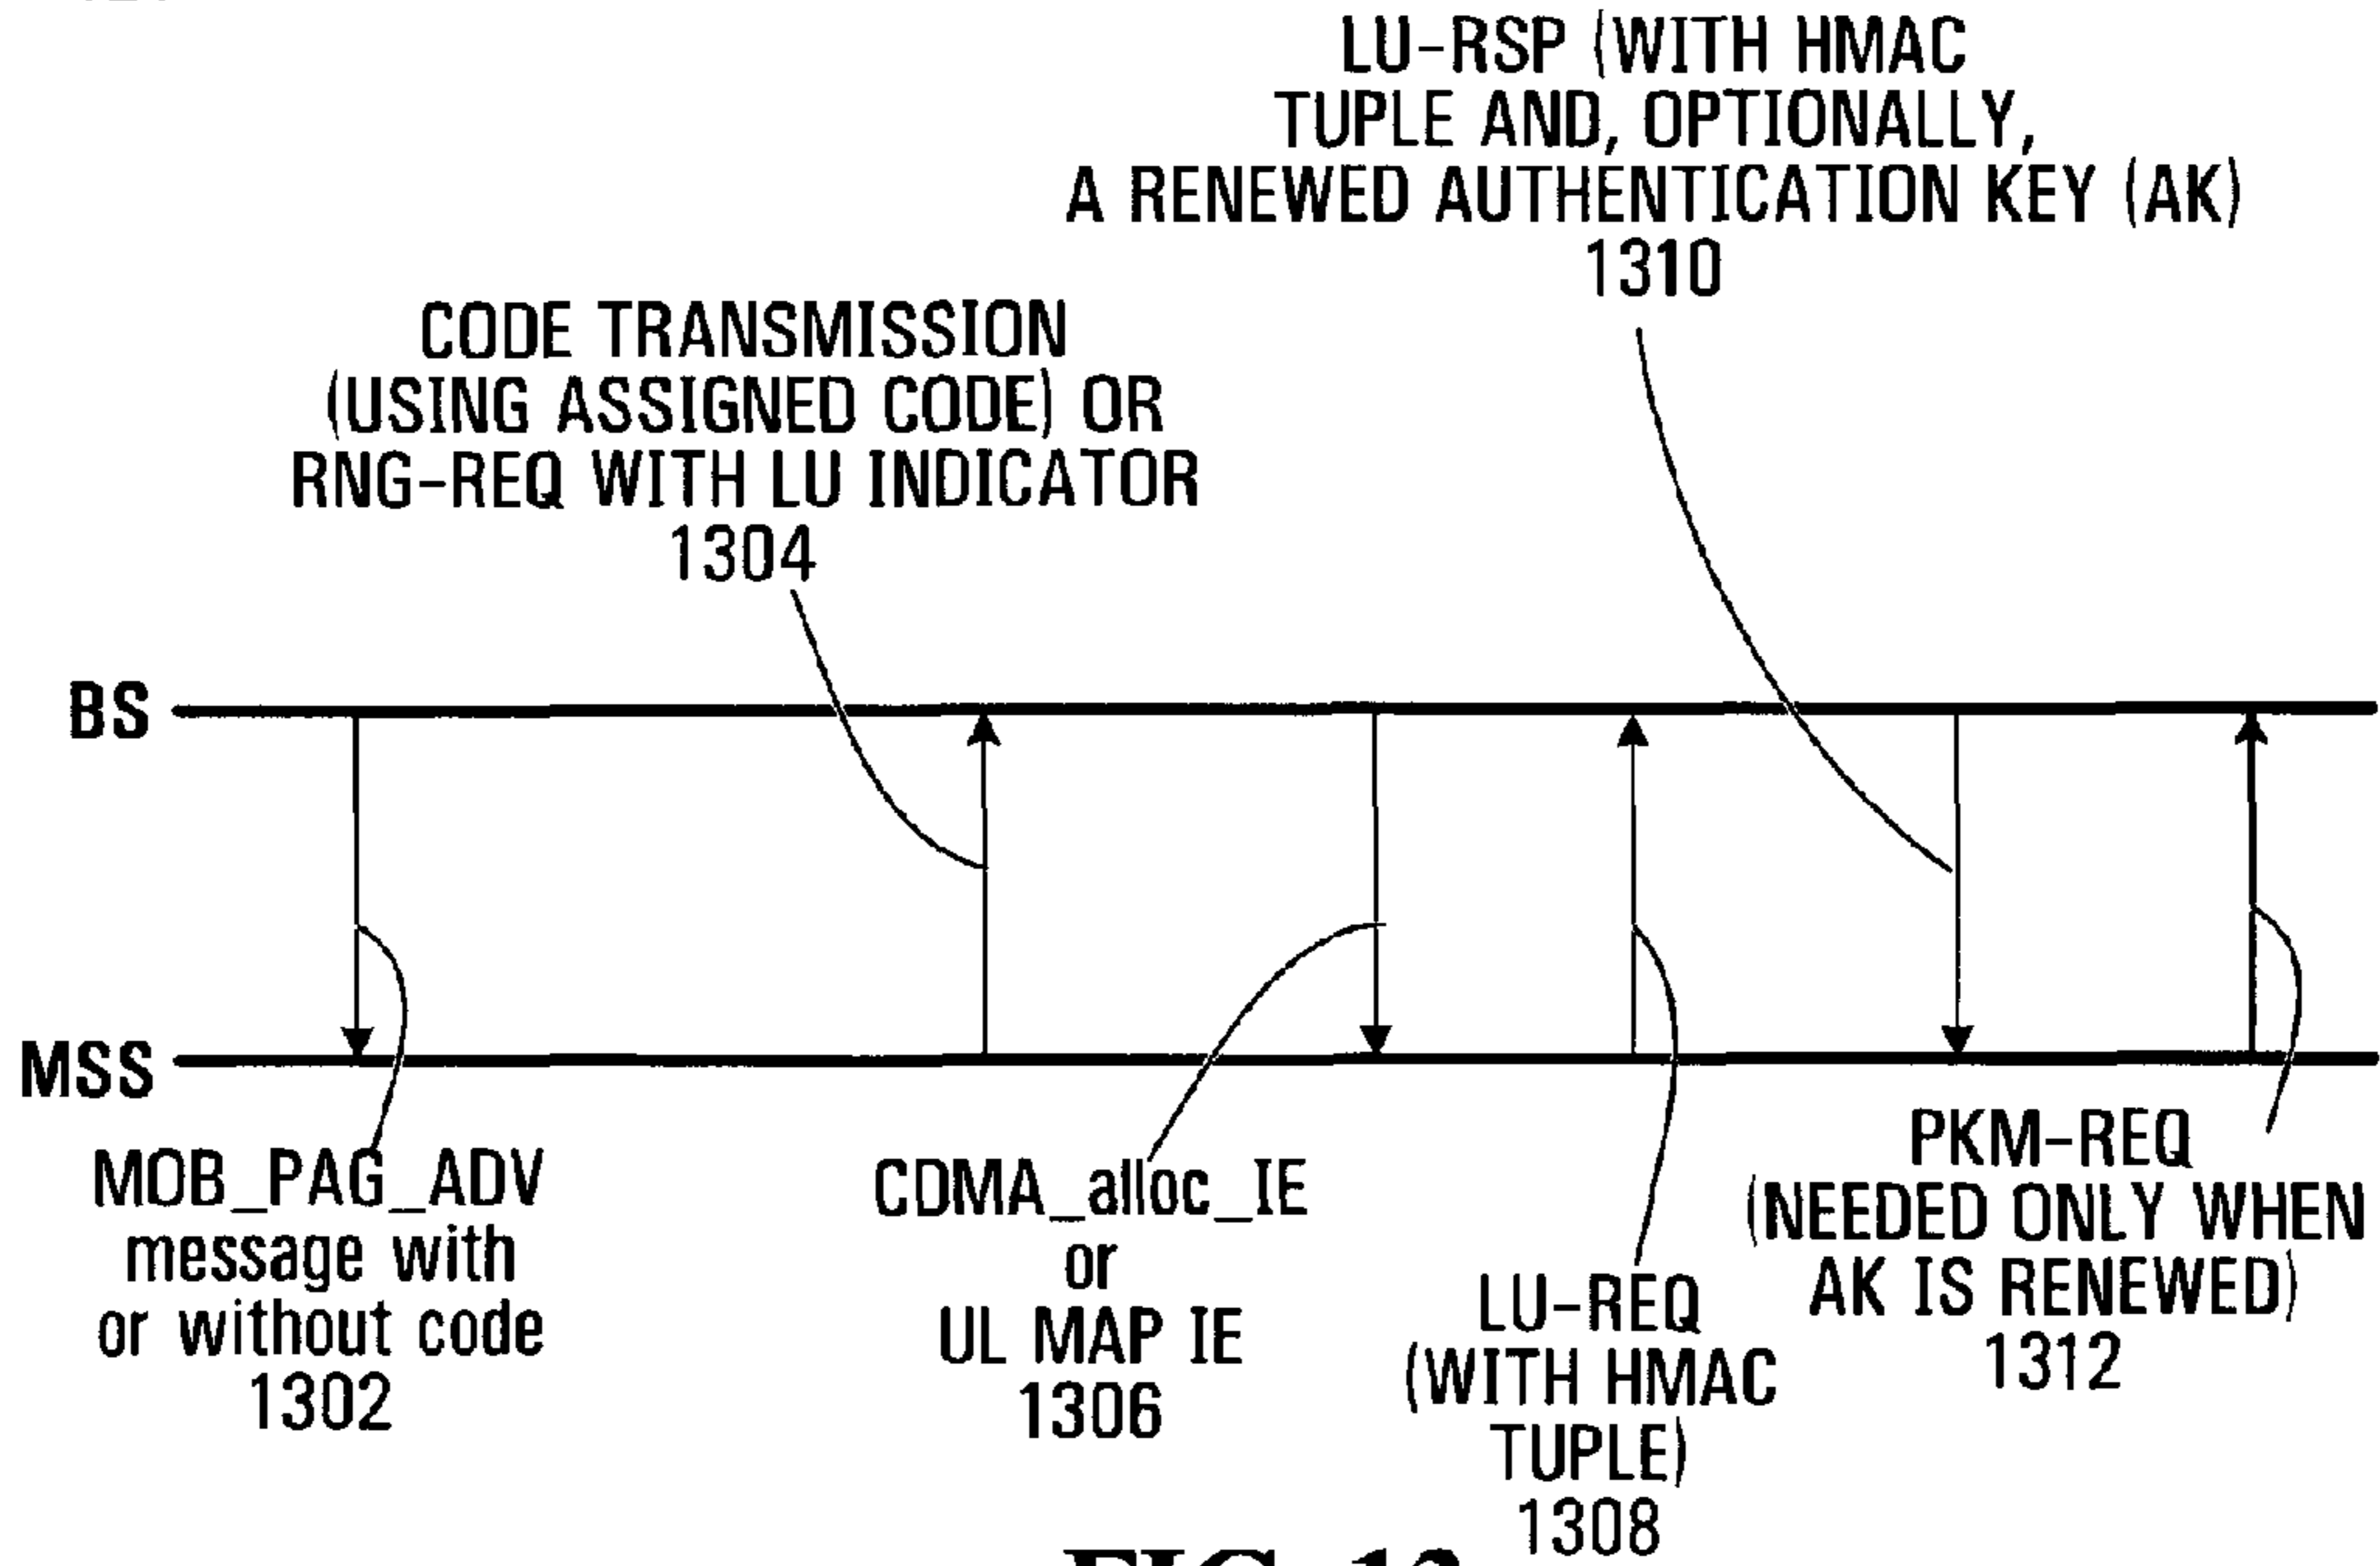 LU-RSP (WITH HMAC
TUPLE AND, OPTIONALLY,
A RENEWED AUTHENTICATION KEY (AK)
1310
CODE TRANSMISSION
(USING ASSIGNED CODE) OR
RNG-REQ WITH LU INDICATOR
1304
BS
MSS
MOB_PAG_ADV
message with
or without code
1302
CDMA_alloc_IE
or
UL MAP IE
1306
LU-REQ
(WITH HMAC
TUPLE)
1308
PKM-REQ
(NEEDED ONLY WHEN
AK IS RENEWED)
1312